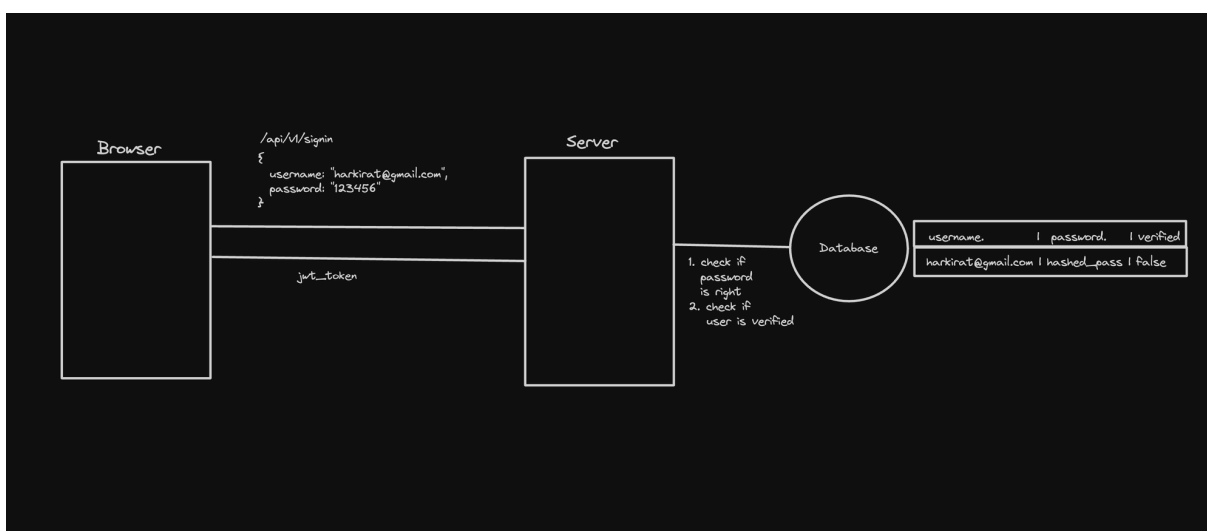 Browser
/api/v1/signin
{
username: "harkirat@gmail.com",
password: "123456"
}
jwt_token
Server
1. check if
password
is right
2. check if
user is verified
Database
username. | password. | verified
harkirat@gmail.com | hashed_pass | false